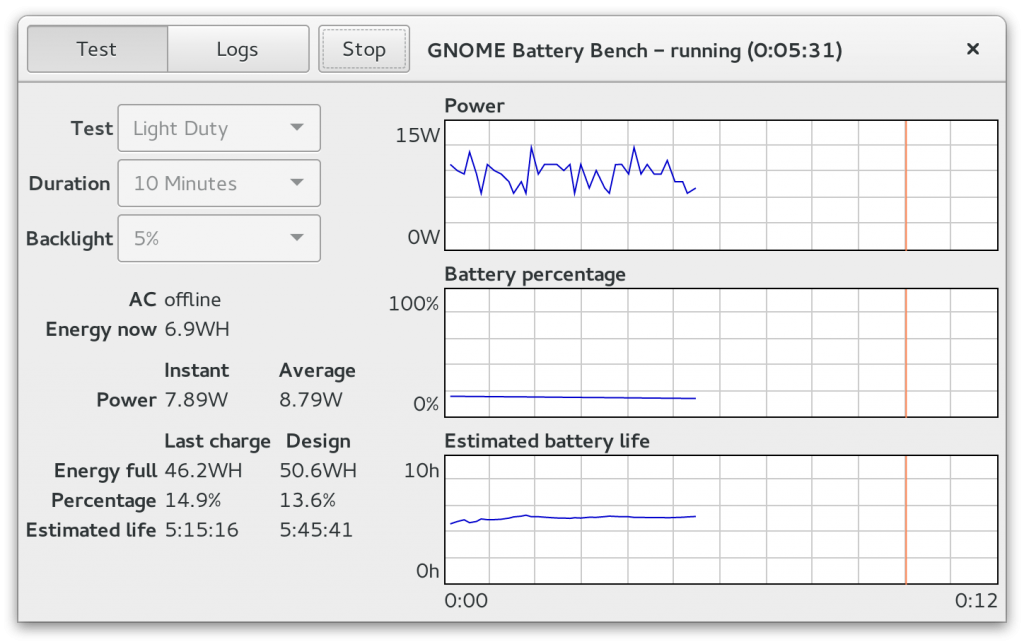 Test Logs Stop GNOME Battery Bench – running (0:05:31) ×
Test Light Duty
Duration 10 Minutes
Backlight 5%
AC offline
Energy now 6.9WH
Instant Average
Power 7.89W 8.79W
Last charge Design
Energy full 46.2WH 50.6WH
Percentage 14.9% 13.6%
Estimated life 5:15:16 5:45:41
Power
15W
0W
Battery percentage
100%
0%
Estimated battery life
10h
0h
0:00 0:12